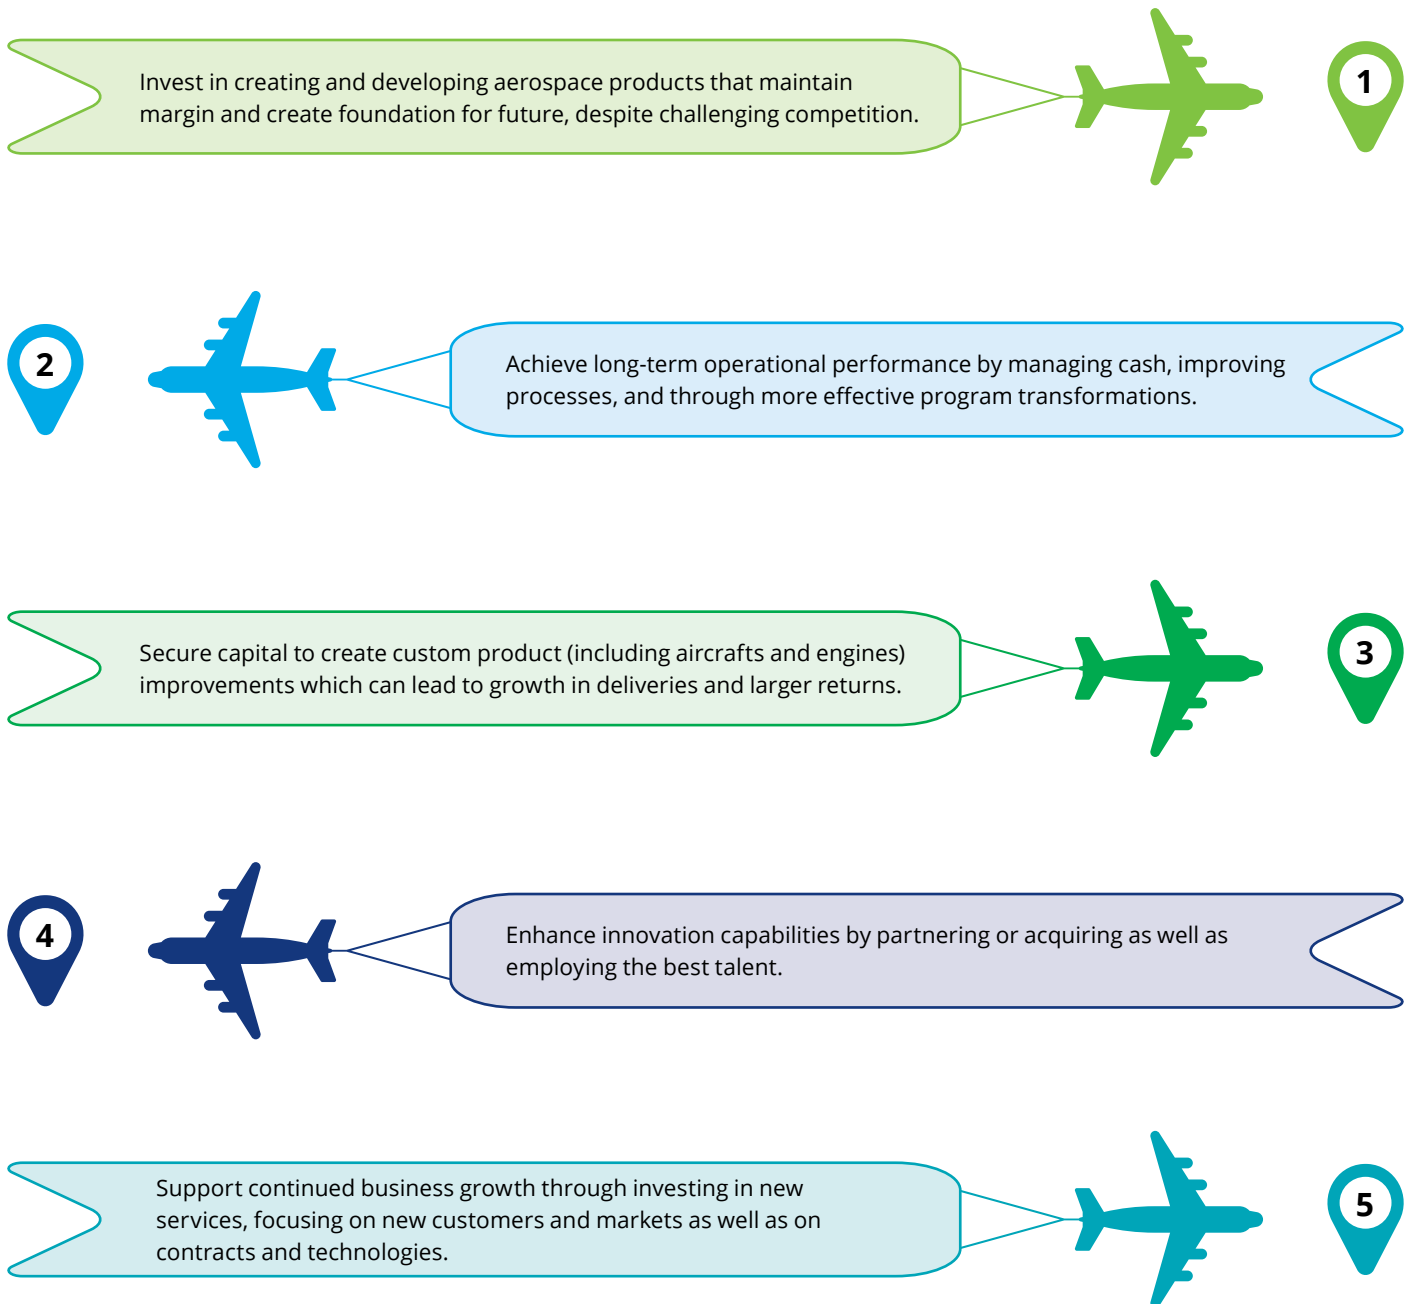 Invest in creating and developing aerospace products that maintain
margin and create foundation for future, despite challenging competition.
1
2
Achieve long-term operational performance by managing cash, improving
processes, and through more effective program transformations.
Secure capital to create custom product (including aircrafts and engines)
improvements which can lead to growth in deliveries and larger returns.
3
4
Enhance innovation capabilities by partnering or acquiring as well as
employing the best talent.
Support continued business growth through investing in new
services, focusing on new customers and markets as well as on
contracts and technologies.
5